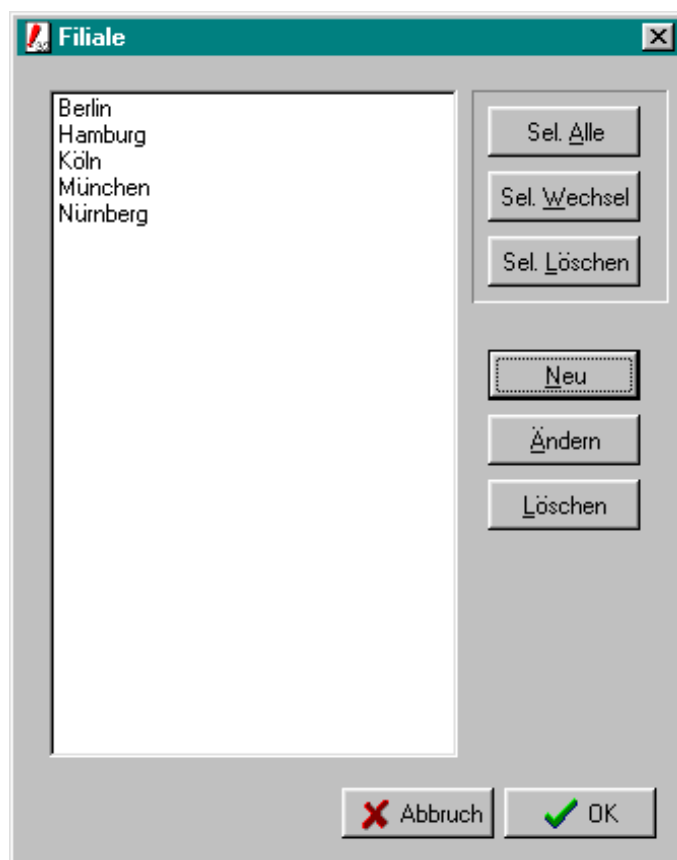 Filiale
Berlin
Hamburg
Köln
München
Nürnberg
Sel. Alle
Sel. Wechsel
Sel. Löschen
Neu
Ändern
Löschen
Abbruch
OK